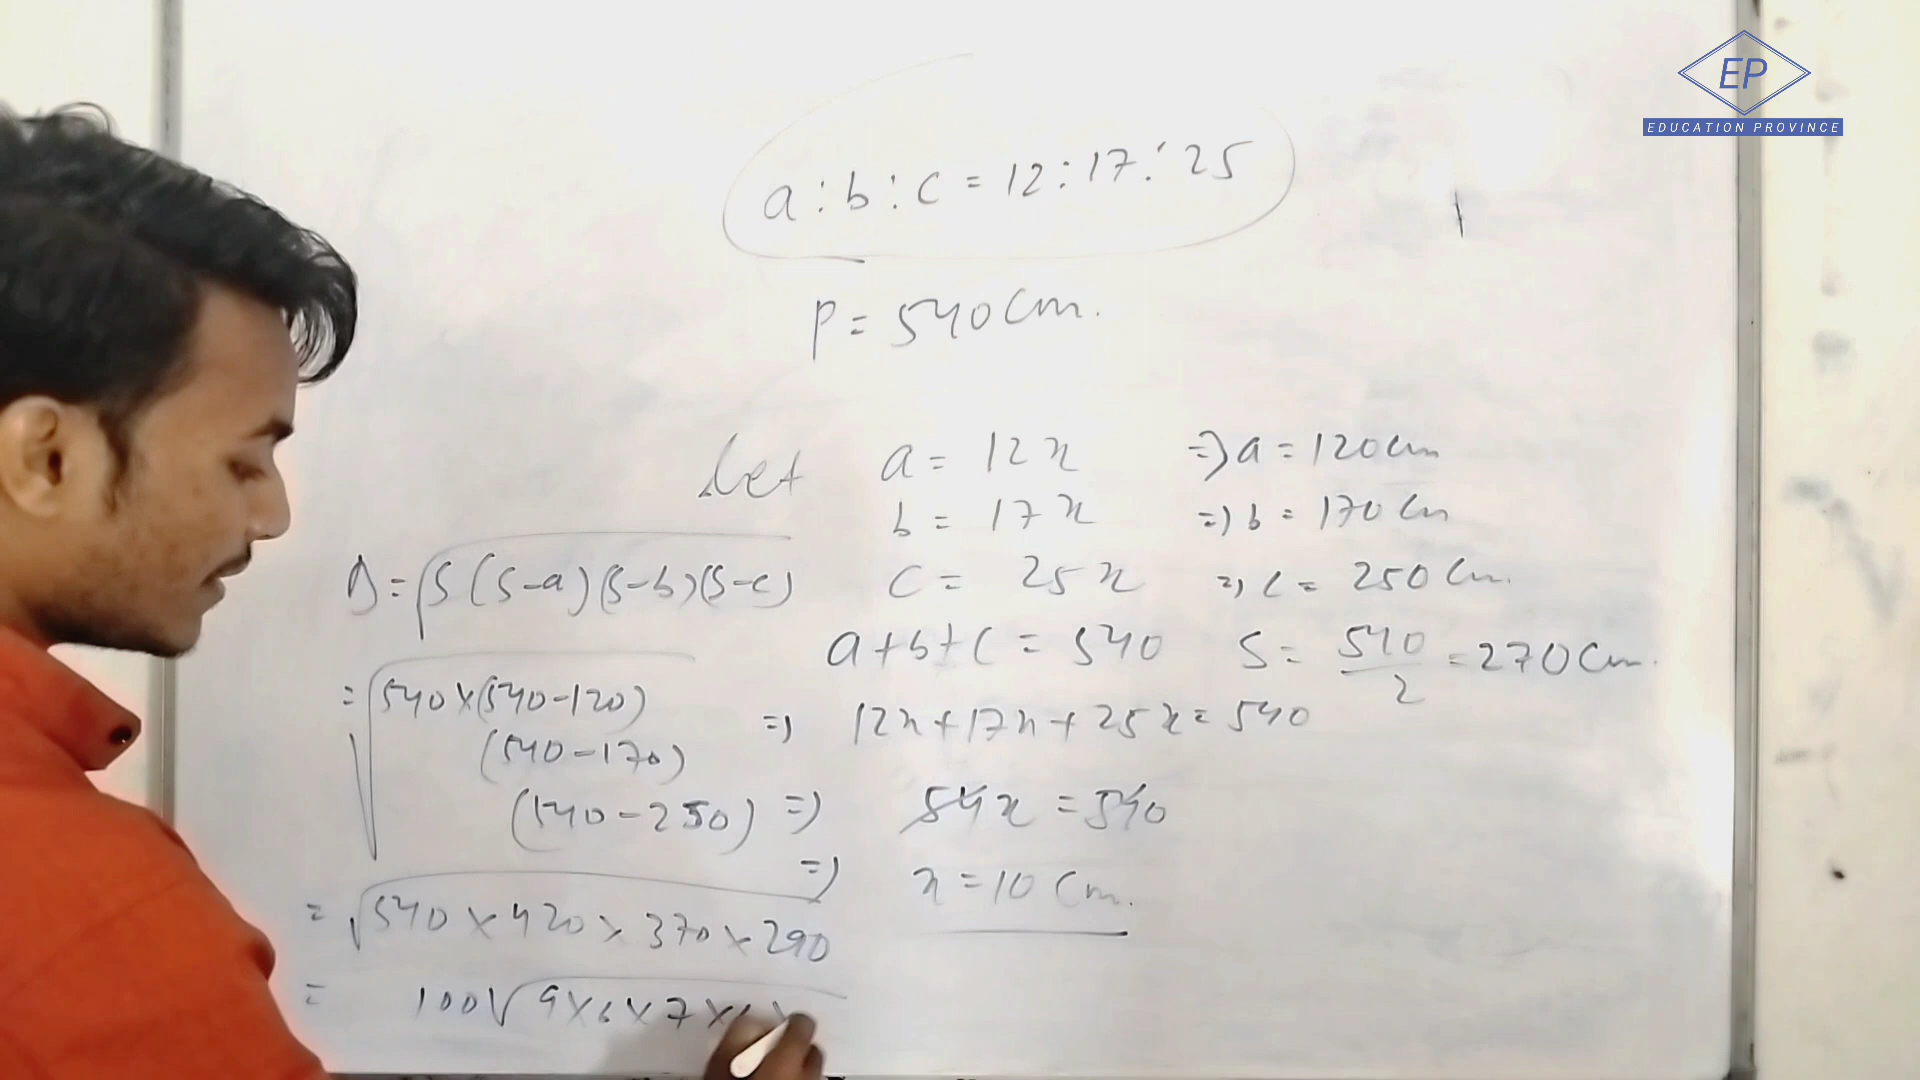 EP
EDUCATION PROVINCE
a : b : c = 12 : 17 : 25
P = 540 cm.
Let a = 12x ⇒ a = 120 cm
b = 17x ⇒ b = 170 cm
Δ = √s(s-a)(s-b)(s-c)
c = 25x ⇒ c = 250 cm.
a+b+c = 540
S = 540/2 = 270 cm.
= √540×(540-120)
(540-170)
(540-250)
⇒ 12x+17x+25x = 540
⇒ 54x = 540
⇒ x = 10 cm.
= √540 × 420 × 370 × 290
= 100√9×6×7×